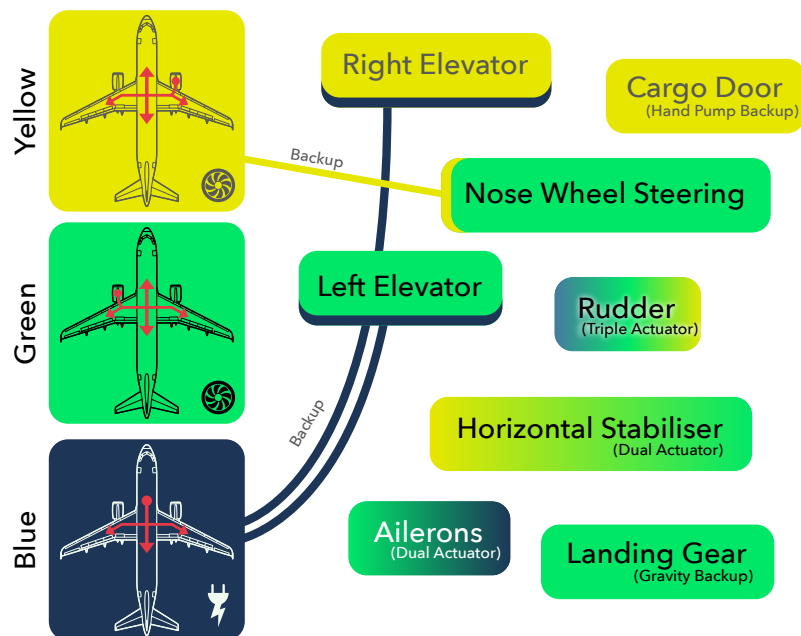 Yellow
Right Elevator
Cargo Door
(Hand Pump Backup)
Backup
Nose Wheel Steering
Green
Left Elevator
Rudder
(Triple Actuator)
Backup
Horizontal Stabiliser
(Dual Actuator)
Blue
Ailerons
(Dual Actuator)
Landing Gear
(Gravity Backup)